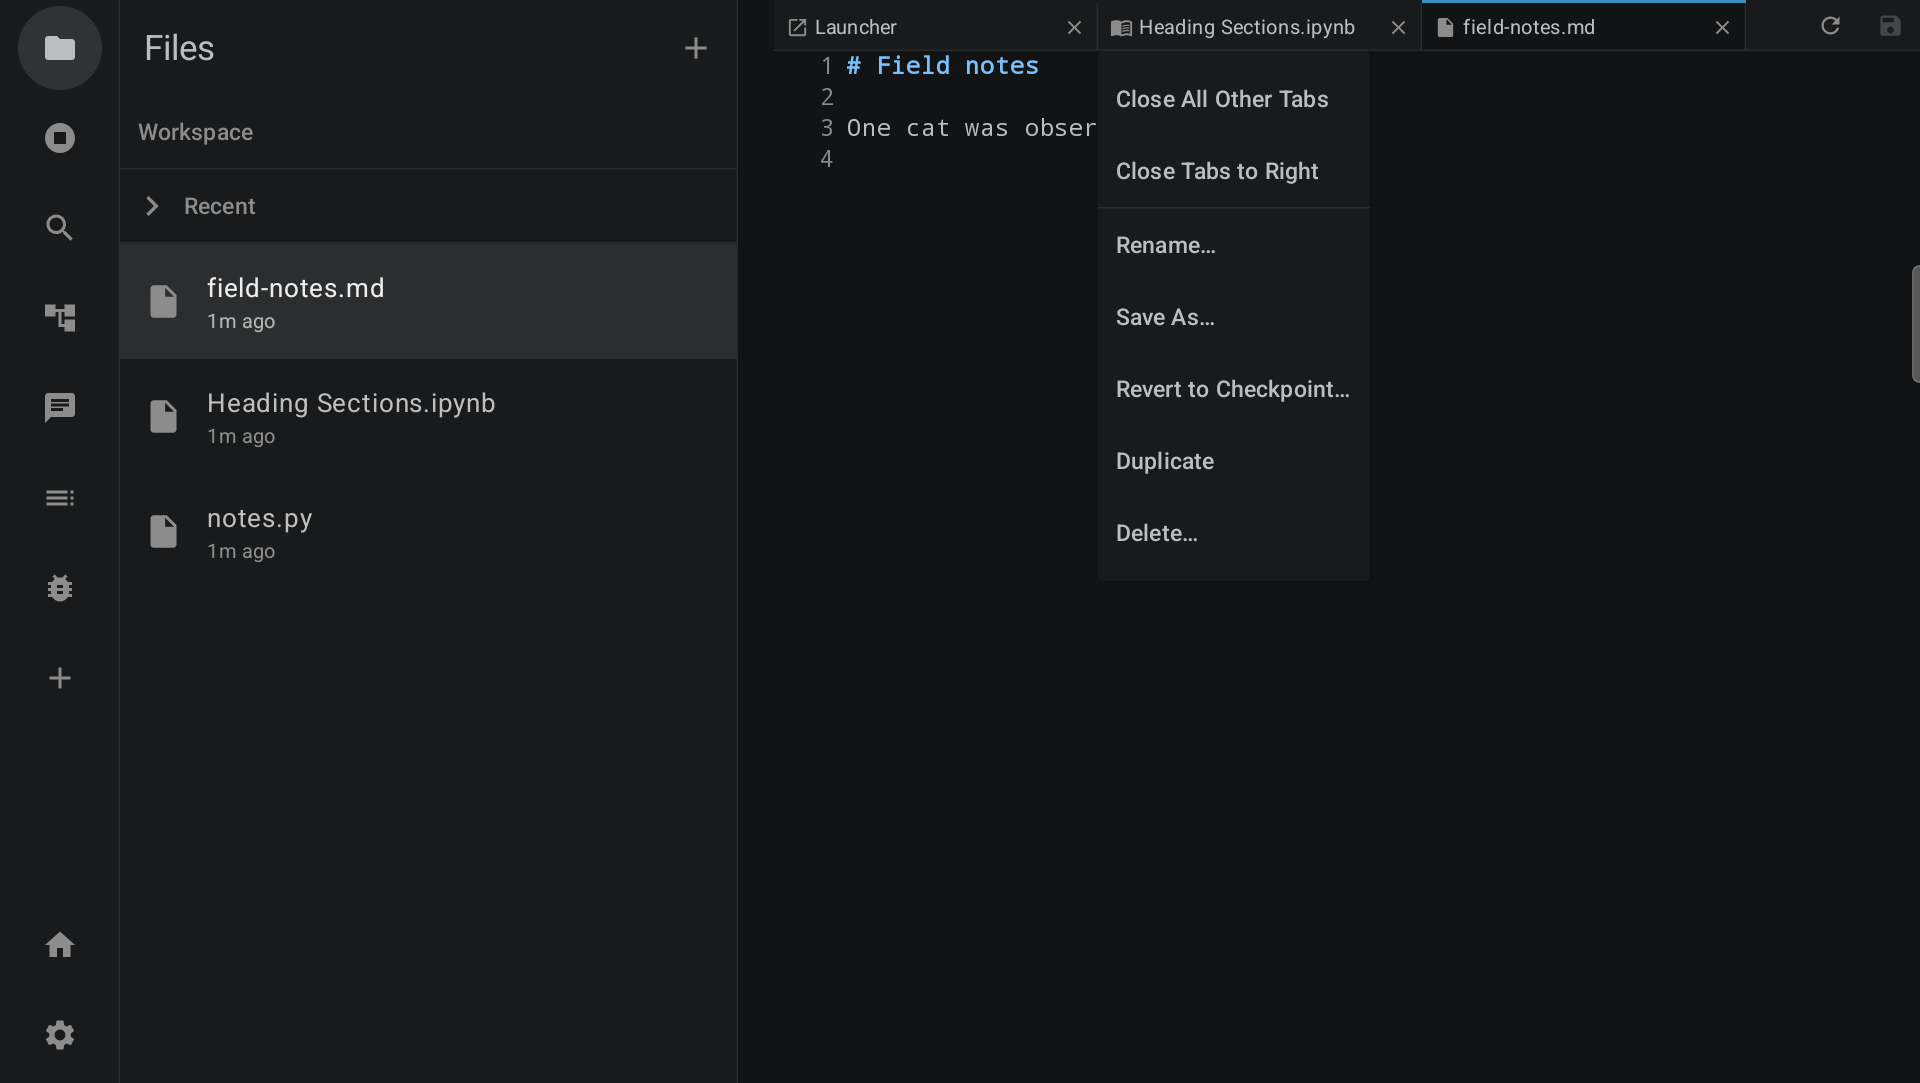 Files
Workspace
Recent
field-notes.md
1m ago
Heading Sections.ipynb
1m ago
notes.py
1m ago
Launcher
Heading Sections.ipynb
field-notes.md
1 # Field notes
2
3 One cat was obser
4
Close All Other Tabs
Close Tabs to Right
Rename…
Save As…
Revert to Checkpoint…
Duplicate
Delete…